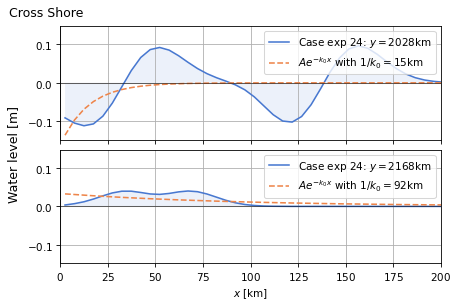 Cross Shore
Water level [m]
0.1
0.0
−0.1
Case exp 24: y = 2028km
Ae^{−k₀x} with 1/k₀ = 15km
0.1
0.0
−0.1
Case exp 24: y = 2168km
Ae^{−k₀x} with 1/k₀ = 92km
0 25 50 75 100 125 150 175 200
x [km]